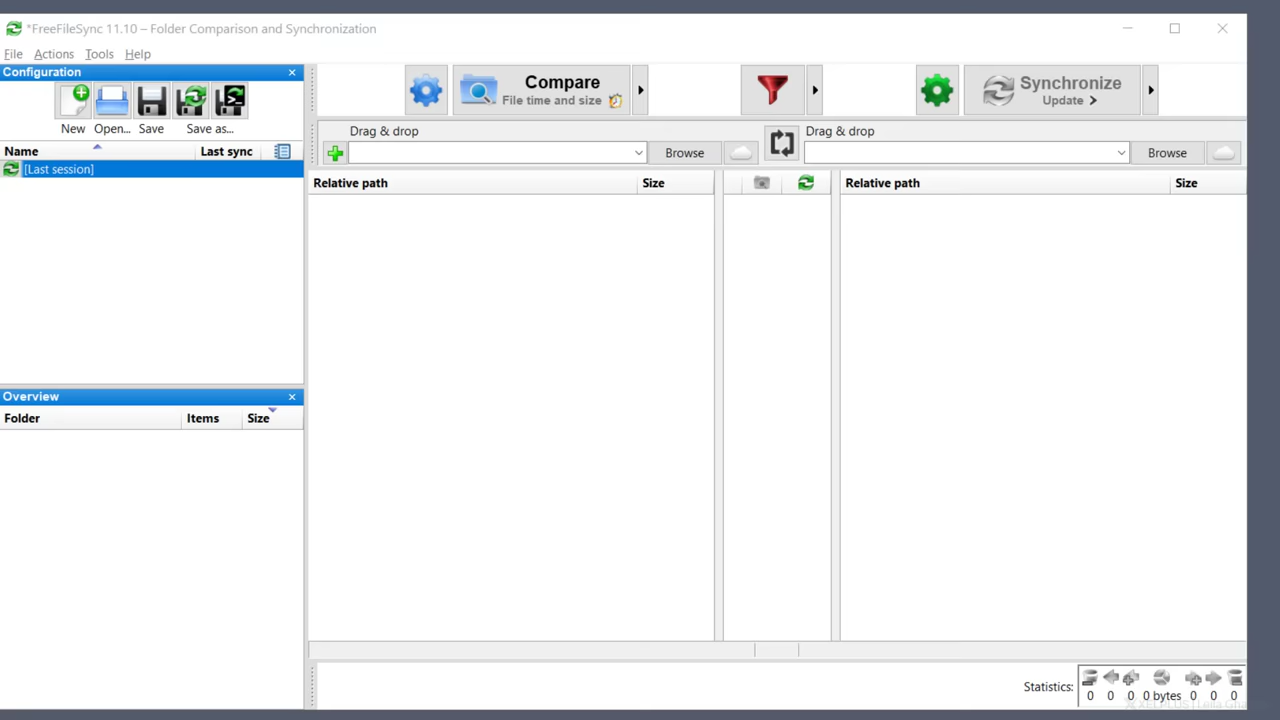 *FreeFileSync 11.10 – Folder Comparison and Synchronization
File Actions Tools Help
Configuration
New Open... Save Save as...
Name Last sync
[Last session]
Overview
Folder Items Size
Compare
File time and size
Synchronize
Update >
Drag & drop
Browse
Drag & drop
Browse
Relative path Size
Relative path Size
Statistics:
0 0 0 0 bytes 0 0 0